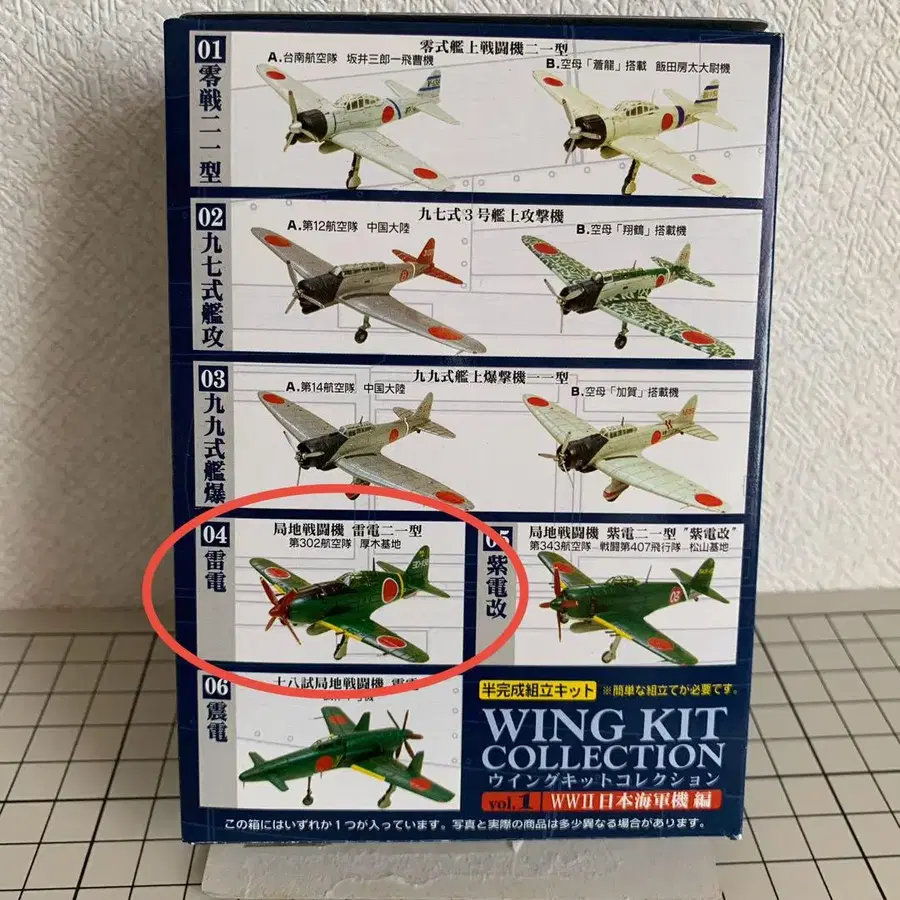 01
零戦二一型
零式艦上戦闘機二一型
A.台南航空隊 坂井三郎一飛曹機
B.空母「蒼龍」搭載 飯田房太大尉機
02
九七式艦攻
九七式3号艦上攻撃機
A.第12航空隊 中国大陸
B.空母「翔鶴」搭載機
03
九九式艦爆
九九式艦上爆撃機一一型
A.第14航空隊 中国大陸
B.空母「加賀」搭載機
04
雷電
局地戦闘機 雷電二一型
第302航空隊 厚木基地
05
紫電改
局地戦闘機 紫電二一型 "紫電改"
第343航空隊 戦闘第407飛行隊 松山基地
06
震電
十八試局地戦闘機 震電
半完成組立キット ※簡単な組立てが必要です。
WING KIT
COLLECTION
ウイングキットコレクション
vol.1 WWII日本海軍機 編
この箱にはいずれか1つが入っています。写真と実際の商品は多少異なる場合があります。